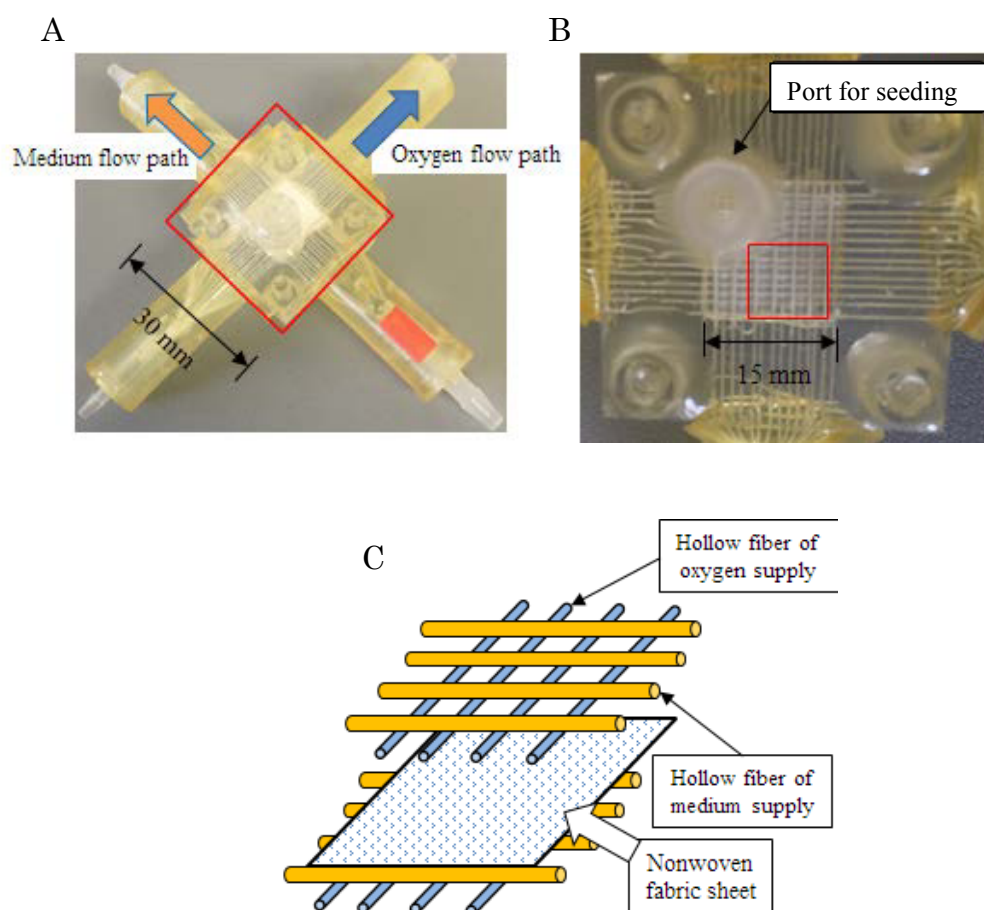 A
B
Port for seeding
Medium flow path
Oxygen flow path
30 mm
15 mm
C
Hollow fiber of
oxygen supply
Hollow fiber of
medium supply
Nonwoven
fabric sheet